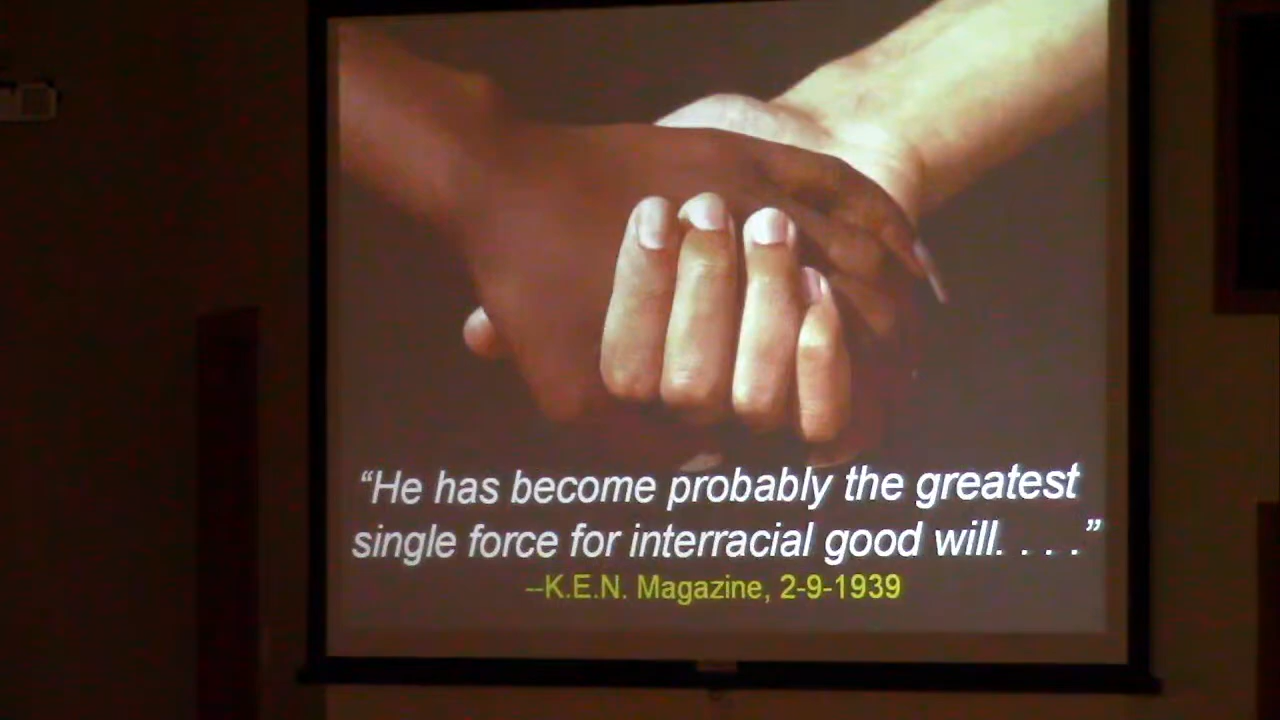 “He has become probably the greatest
single force for interracial good will. . . .”
--K.E.N. Magazine, 2-9-1939